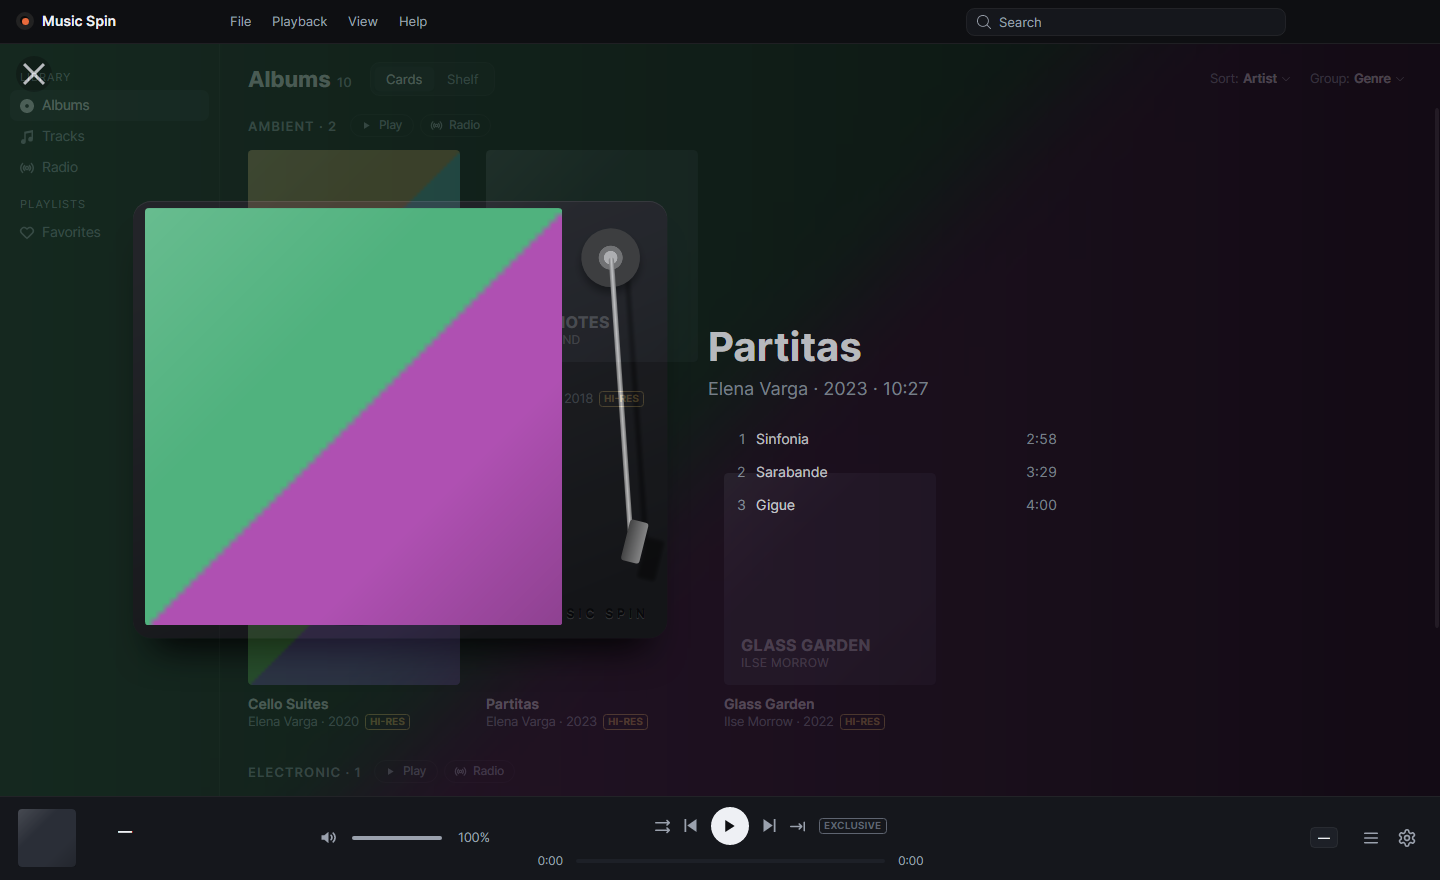 Music Spin
File Playback View Help
Search
Albums 10
Cards Shelf
Sort: Artist
Group: Genre
Albums
Tracks
Radio
PLAYLISTS
Favorites
AMBIENT · 2
Play
Radio
2018 HI-RES
Partitas
Elena Varga · 2023 · 10:27
1 Sinfonia 2:58
2 Sarabande 3:29
3 Gigue 4:00
GLASS GARDEN
ILSE MORROW
Cello Suites
Elena Varga · 2020 HI-RES
Partitas
Elena Varga · 2023 HI-RES
Glass Garden
Ilse Morrow · 2022 HI-RES
ELECTRONIC · 1
Play
Radio
—
100%
EXCLUSIVE
0:00 0:00
—